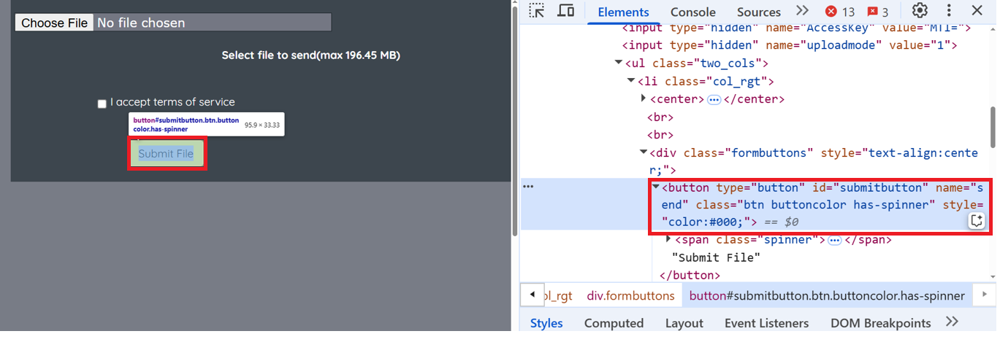 Choose File No file chosen
Select file to send(max 196.45 MB)
I accept terms of service
button#submitbutton.btn.button
color.has-spinner
95.9 × 33.33
Submit File
Elements Console Sources 13 3
<input type="hidden" name="AccessKey" value="MTI=">
<input type="hidden" name="uploadmode" value="1">
<ul class="two_cols">
<li class="col_rgt">
<center> ••• </center>
<br>
<br>
<div class="formbuttons" style="text-align:cente
r;">
<button type="button" id="submitbutton" name="s
end" class="btn buttoncolor has-spinner" style=
"color:#000;"> == $0
<span class="spinner"> ••• </span>
"Submit File"
</button>
ol_rgt div.formbuttons button#submitbutton.btn.buttoncolor.has-spinner
Styles Computed Layout Event Listeners DOM Breakpoints